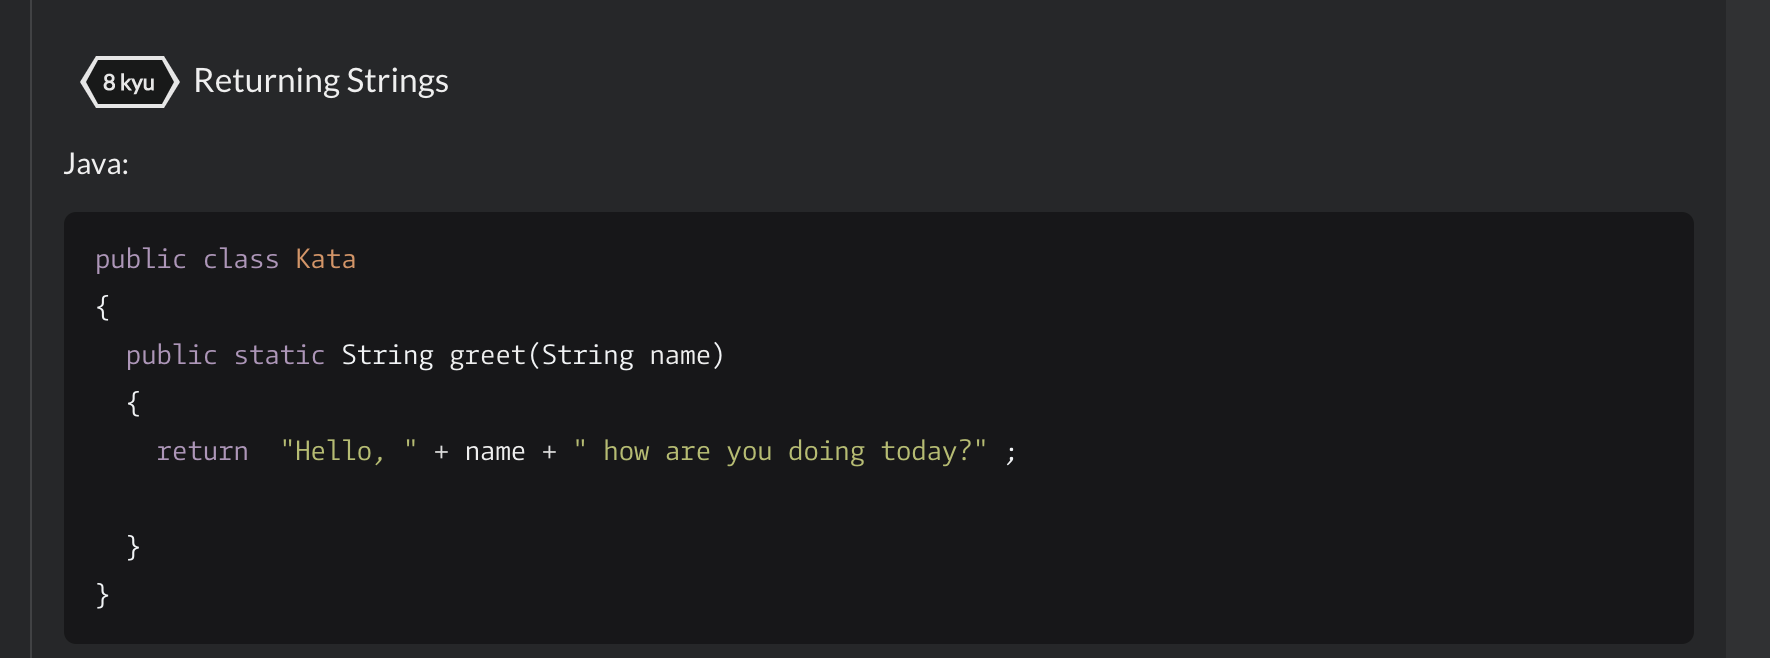 8 kyu Returning Strings
Java:
public class Kata
{
  public static String greet(String name)
  {
    return  "Hello, " + name + " how are you doing today?" ;
  }
}